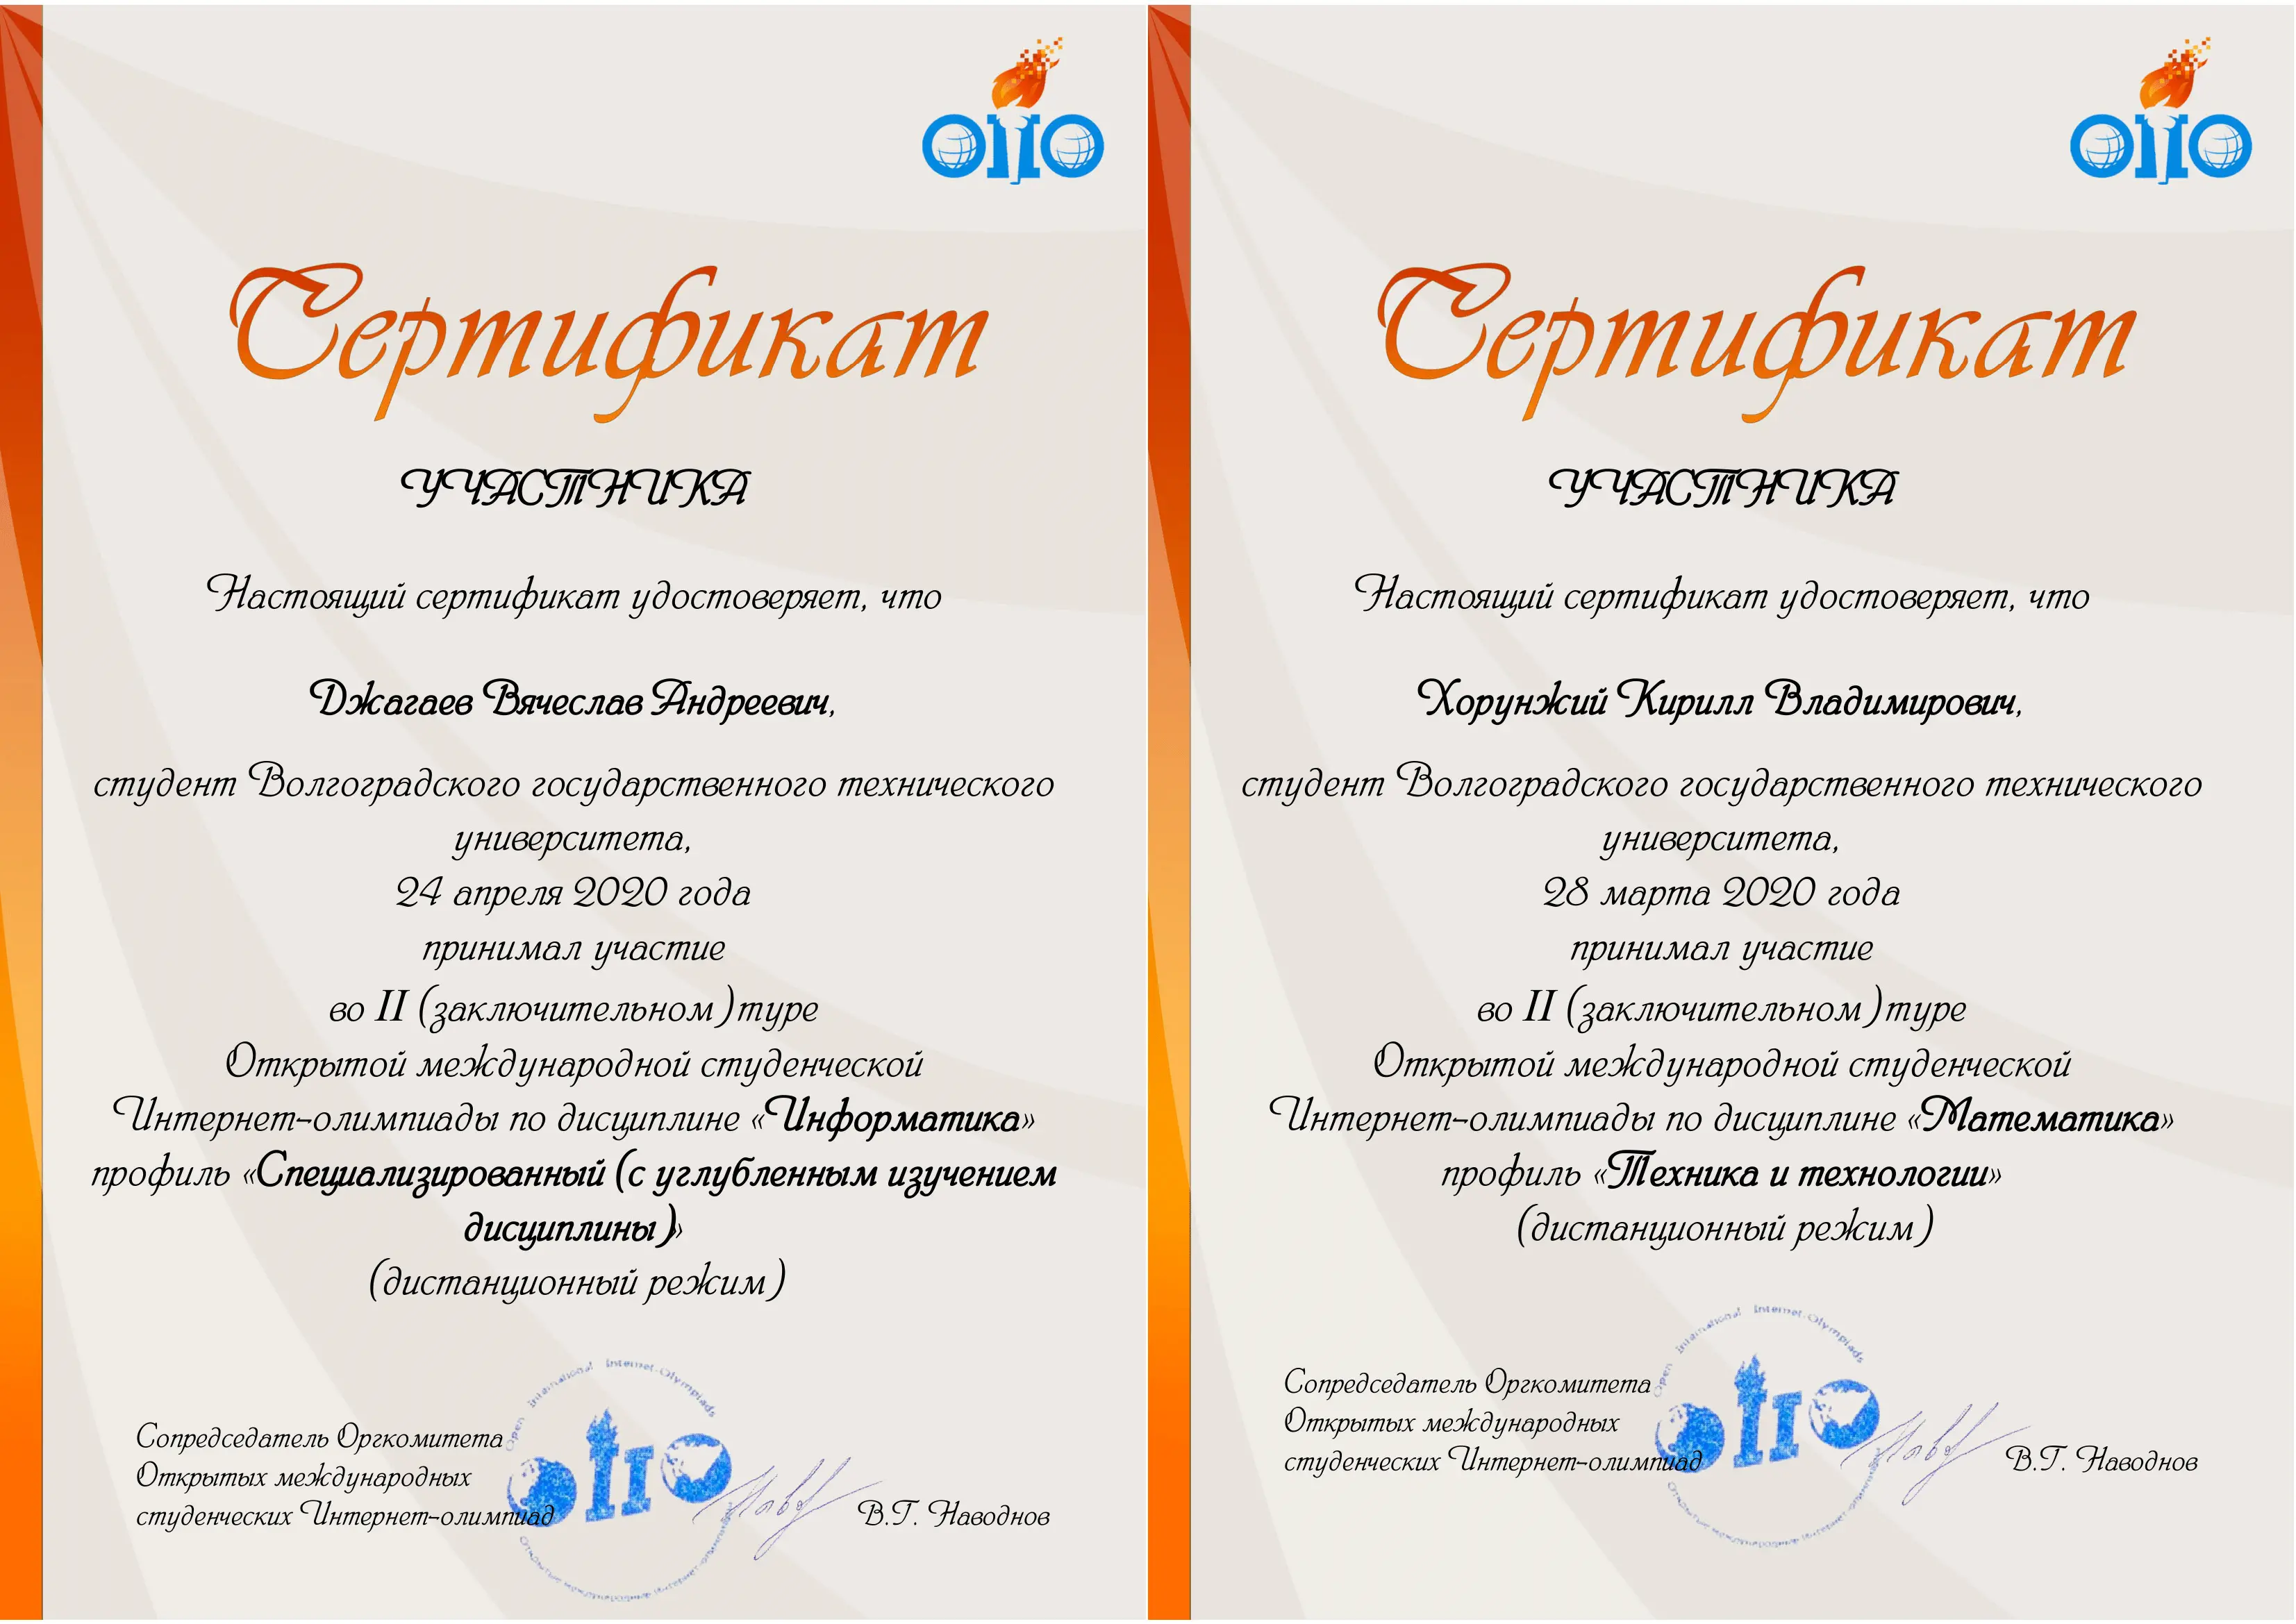 Сертификат
УЧАСТНИКА
Настоящий сертификат удостоверяет, что
Джагаев Вячеслав Андреевич,
студент Волгоградского государственного технического
университета,
24 апреля 2020 года
принимал участие
во II (заключительном) туре
Открытой международной студенческой
Интернет-олимпиады по дисциплине «Информатика»
профиль «Специализированный (с углубленным изучением
дисциплины)»
(дистанционный режим)
Open International Internet-Olympiads
Сопредседатель Оргкомитета
Открытых международных
студенческих Интернет-олимпиад
В.Г. Наводнов
Сертификат
УЧАСТНИКА
Настоящий сертификат удостоверяет, что
Хорунжий Кирилл Владимирович,
студент Волгоградского государственного технического
университета,
28 марта 2020 года
принимал участие
во II (заключительном) туре
Открытой международной студенческой
Интернет-олимпиады по дисциплине «Математика»
профиль «Техника и технологии»
(дистанционный режим)
Open International Internet-Olympiads
Сопредседатель Оргкомитета
Открытых международных
студенческих Интернет-олимпиад
В.Г. Наводнов